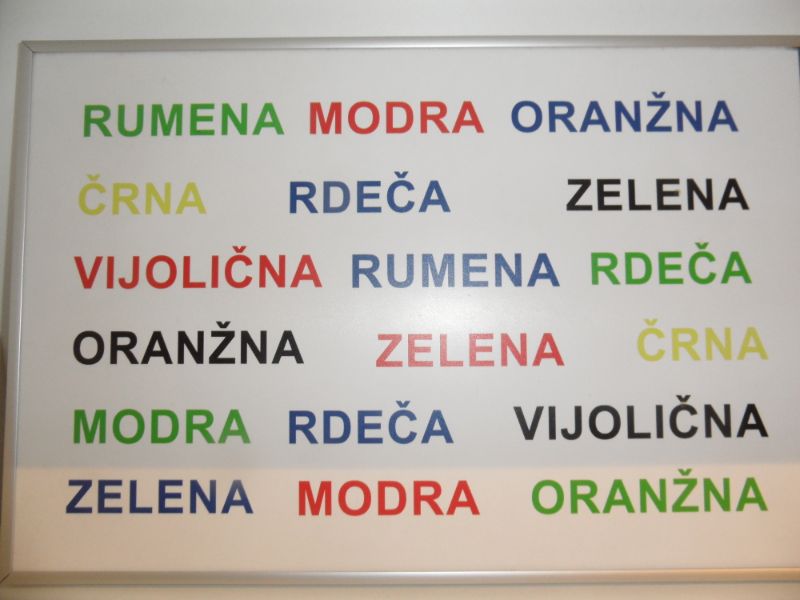 RUMENA MODRA ORANŽNA
ČRNA RDEČA ZELENA
VIJOLIČNA RUMENA RDEČA
ORANŽNA ZELENA ČRNA
MODRA RDEČA VIJOLIČNA
ZELENA MODRA ORANŽNA